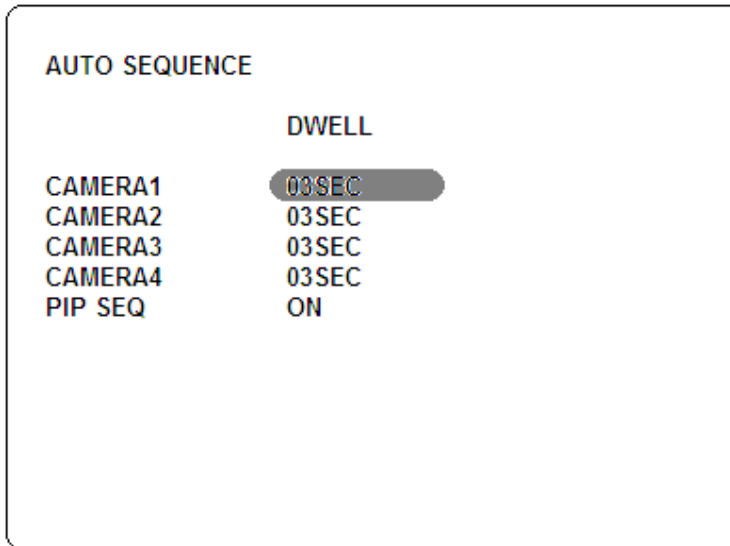 AUTO SEQUENCE
DWELL
CAMERA1 03SEC
CAMERA2 03SEC
CAMERA3 03SEC
CAMERA4 03SEC
PIP SEQ ON